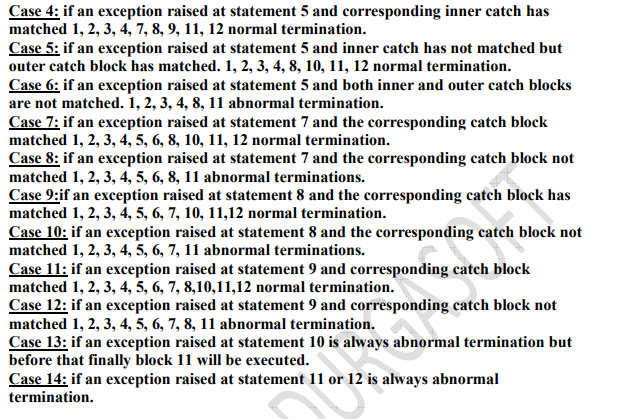 Case 4: if an exception raised at statement 5 and corresponding inner catch has
matched 1, 2, 3, 4, 7, 8, 9, 11, 12 normal termination.
Case 5: if an exception raised at statement 5 and inner catch has not matched but
outer catch block has matched. 1, 2, 3, 4, 8, 10, 11, 12 normal termination.
Case 6: if an exception raised at statement 5 and both inner and outer catch blocks
are not matched. 1, 2, 3, 4, 8, 11 abnormal termination.
Case 7: if an exception raised at statement 7 and the corresponding catch block
matched 1, 2, 3, 4, 5, 6, 8, 10, 11, 12 normal termination.
Case 8: if an exception raised at statement 7 and the corresponding catch block not
matched 1, 2, 3, 4, 5, 6, 8, 11 abnormal terminations.
Case 9:if an exception raised at statement 8 and the corresponding catch block has
matched 1, 2, 3, 4, 5, 6, 7, 10, 11,12 normal termination.
Case 10: if an exception raised at statement 8 and the corresponding catch block not
matched 1, 2, 3, 4, 5, 6, 7, 11 abnormal terminations.
Case 11: if an exception raised at statement 9 and corresponding catch block
matched 1, 2, 3, 4, 5, 6, 7, 8,10,11,12 normal termination.
Case 12: if an exception raised at statement 9 and corresponding catch block not
matched 1, 2, 3, 4, 5, 6, 7, 8, 11 abnormal termination.
Case 13: if an exception raised at statement 10 is always abnormal termination but
before that finally block 11 will be executed.
Case 14: if an exception raised at statement 11 or 12 is always abnormal
termination.
DURGASOFT